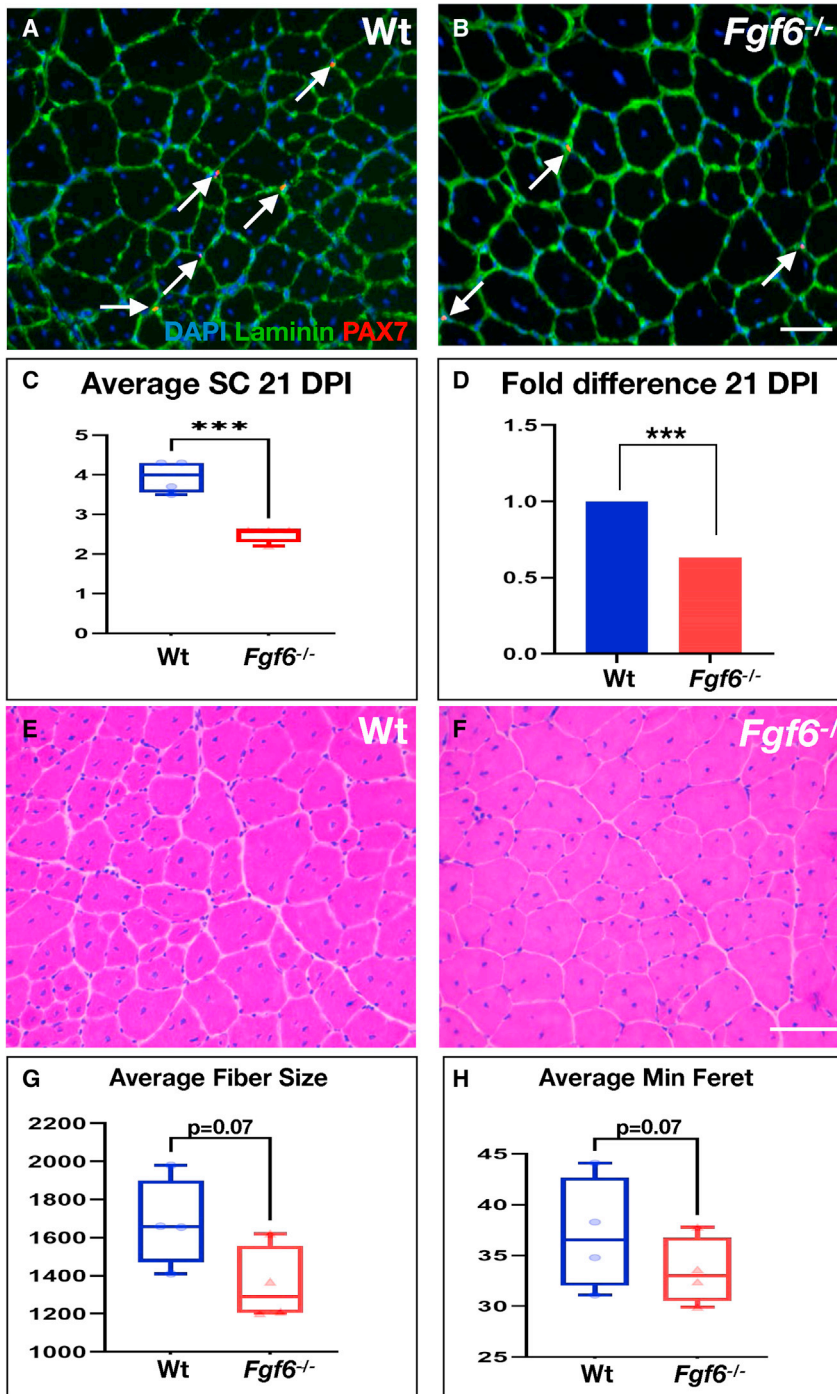 A Wt
B Fgf6-/-
DAPI Laminin PAX7
C Average SC 21 DPI
***
5
4
3
2
1
0
Wt Fgf6-/-
D Fold difference 21 DPI
***
1.5
1.0
0.5
0.0
Wt Fgf6-/-
E Wt
F Fgf6-/
G Average Fiber Size
p=0.07
2200
2000
1800
1600
1400
1200
1000
Wt Fgf6-/-
H Average Min Feret
p=0.07
45
40
35
30
25
Wt Fgf6-/-